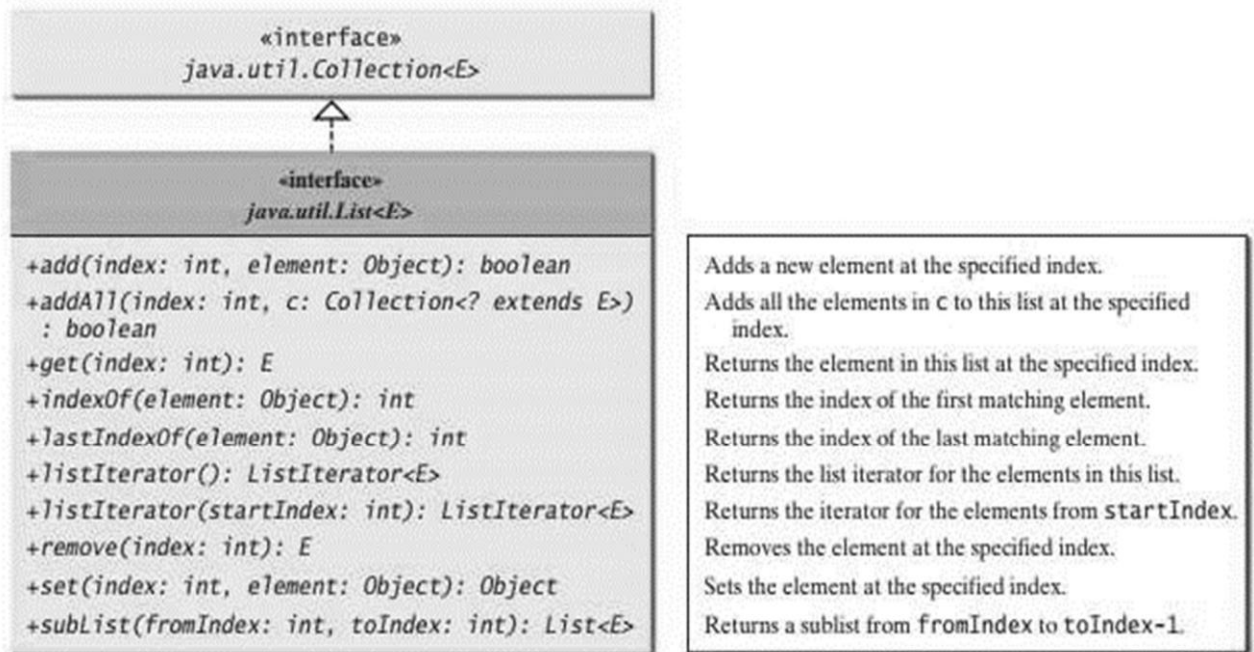 «interface»
java.util.Collection<E>
«interface»
java.util.List<E>
+add(index: int, element: Object): boolean
Adds a new element at the specified index.
+addAll(index: int, c: Collection<? extends E>)
: boolean
Adds all the elements in c to this list at the specified
index.
+get(index: int): E
Returns the element in this list at the specified index.
+indexOf(element: Object): int
Returns the index of the first matching element.
+lastIndexOf(element: Object): int
Returns the index of the last matching element.
+listIterator(): ListIterator<E>
Returns the list iterator for the elements in this list.
+listIterator(startIndex: int): ListIterator<E>
Returns the iterator for the elements from startIndex.
+remove(index: int): E
Removes the element at the specified index.
+set(index: int, element: Object): Object
Sets the element at the specified index.
+subList(fromIndex: int, toIndex: int): List<E>
Returns a sublist from fromIndex to toIndex-1.